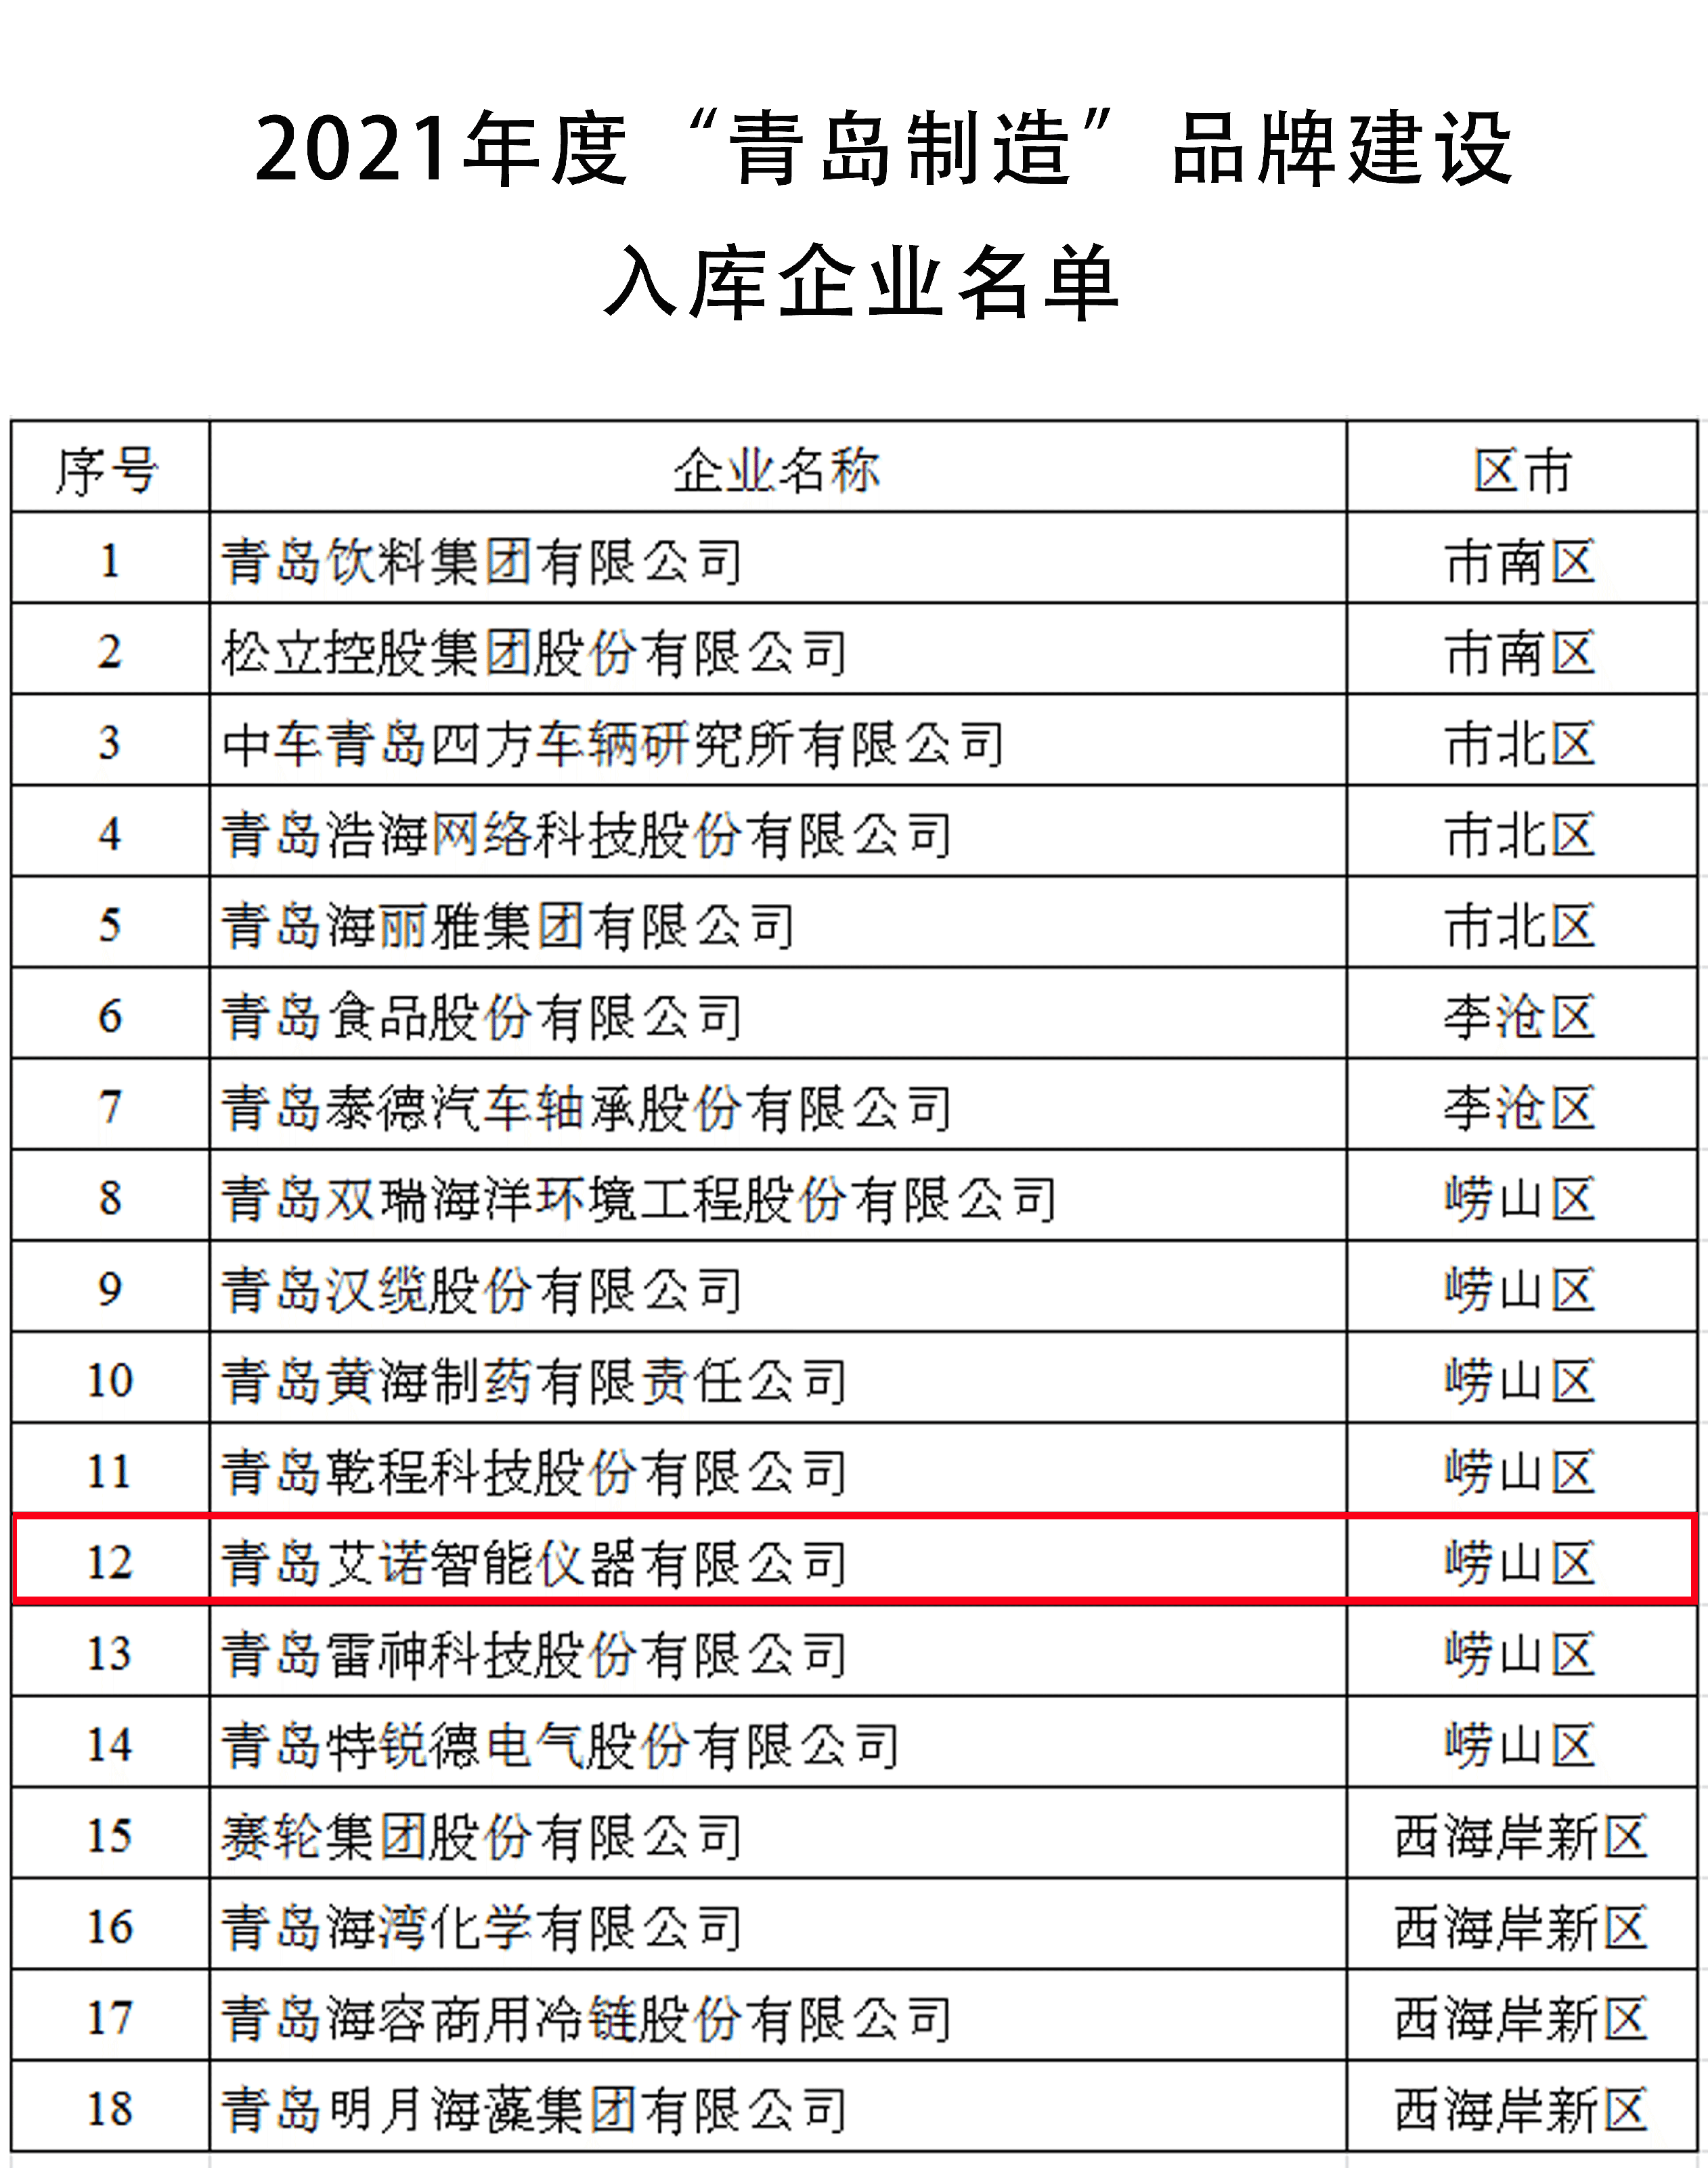 2021年度“青岛制造”品牌建设
入库企业名单
序号 企业名称 区市
1 青岛饮料集团有限公司 市南区
2 松立控股集团股份有限公司 市南区
3 中车青岛四方车辆研究所有限公司 市北区
4 青岛浩海网络科技股份有限公司 市北区
5 青岛海丽雅集团有限公司 市北区
6 青岛食品股份有限公司 李沧区
7 青岛泰德汽车轴承股份有限公司 李沧区
8 青岛双瑞海洋环境工程股份有限公司 崂山区
9 青岛汉缆股份有限公司 崂山区
10 青岛黄海制药有限责任公司 崂山区
11 青岛乾程科技股份有限公司 崂山区
12 青岛艾诺智能仪器有限公司 崂山区
13 青岛雷神科技股份有限公司 崂山区
14 青岛特锐德电气股份有限公司 崂山区
15 赛轮集团股份有限公司 西海岸新区
16 青岛海湾化学有限公司 西海岸新区
17 青岛海容商用冷链股份有限公司 西海岸新区
18 青岛明月海藻集团有限公司 西海岸新区